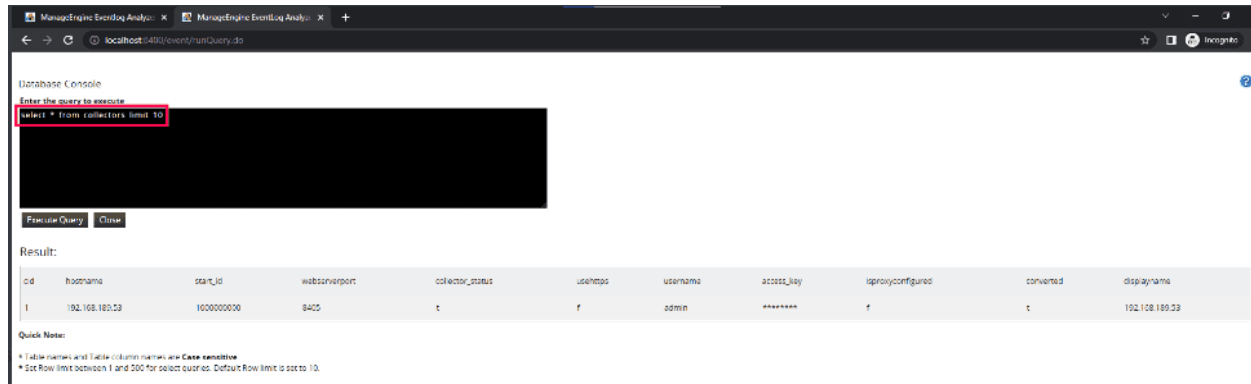 ManageEngine EventLog Analyz: ManageEngine EventLog Analyz
localhost:8400/event/runQuery.do Incognito
Database Console
Enter the query to execute
select * from collectors limit 10
Execute Query Close
Result:
cid hostname start_id webserverport collector_status usehttps username access_key isproxyconfigured converted displayname
1 192.168.189.53 1000000000 8405 t f admin ******** f t 192.168.189.53
Quick Note:
* Table names and Table column names are Case sensitive
* Set Row limit between 1 and 500 for select queries. Default Row limit is set to 10.